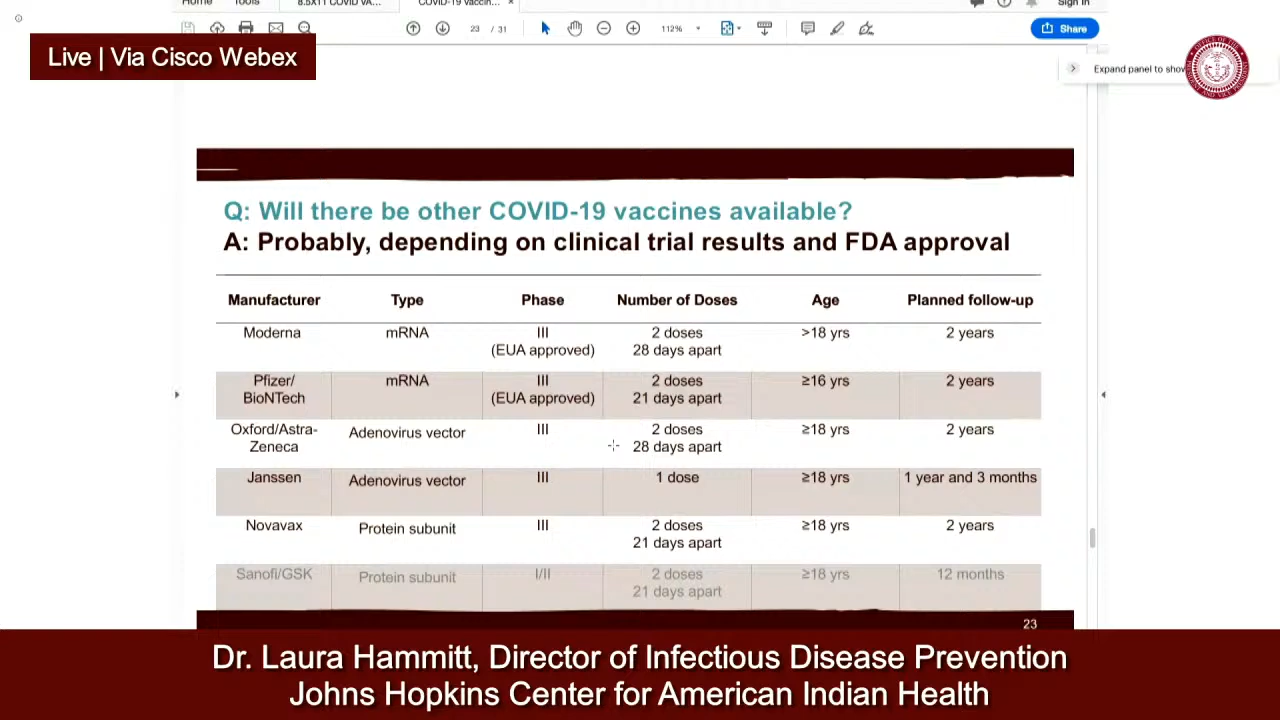 Home Tools 8.5X11 COVID VA... COVID-19 vaccin... × Sign In
23 / 31 112% Share
Live | Via Cisco Webex
Expand panel to show
Q: Will there be other COVID-19 vaccines available?
A: Probably, depending on clinical trial results and FDA approval
Manufacturer Type Phase Number of Doses Age Planned follow-up
Moderna mRNA III 2 doses >18 yrs 2 years
(EUA approved) 28 days apart
Pfizer/ mRNA III 2 doses ≥16 yrs 2 years
BioNTech (EUA approved) 21 days apart
Oxford/Astra- Adenovirus vector III 2 doses ≥18 yrs 2 years
Zeneca 28 days apart
Janssen Adenovirus vector III 1 dose ≥18 yrs 1 year and 3 months
Novavax Protein subunit III 2 doses ≥18 yrs 2 years
21 days apart
Sanofi/GSK Protein subunit I/II 2 doses ≥18 yrs 12 months
21 days apart
23
Dr. Laura Hammitt, Director of Infectious Disease Prevention
Johns Hopkins Center for American Indian Health